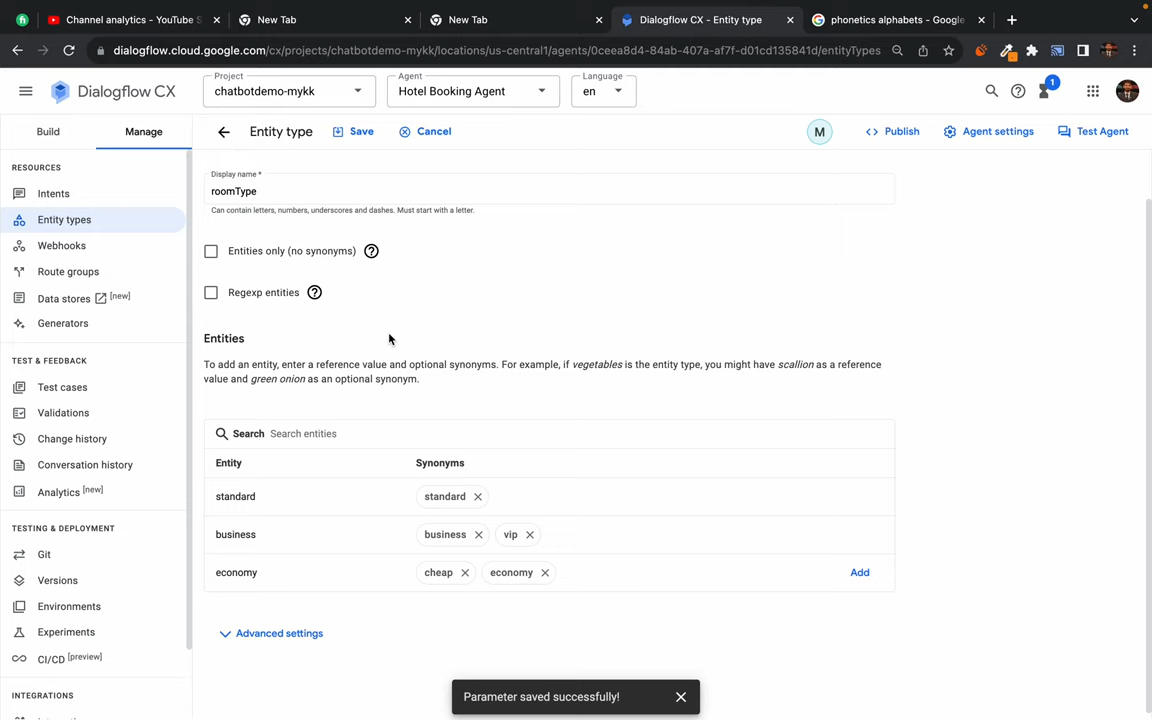 Channel analytics - YouTube S
New Tab
New Tab
Dialogflow CX - Entity type
phonetics alphabets - Google
dialogflow.cloud.google.com/cx/projects/chatbotdemo-mykk/locations/us-central1/agents/0ceea8d4-84ab-407a-af7f-d01cd135841d/entityTypes
Dialogflow CX
Project
chatbotdemo-mykk
Agent
Hotel Booking Agent
Language
en
1
Build
Manage
Entity type
Save
Cancel
M
Publish
Agent settings
Test Agent
RESOURCES
Intents
Entity types
Webhooks
Route groups
Data stores [new]
Generators
TEST & FEEDBACK
Test cases
Validations
Change history
Conversation history
Analytics [new]
TESTING & DEPLOYMENT
Git
Versions
Environments
Experiments
CI/CD [preview]
INTEGRATIONS
Display name *
roomType
Can contain letters, numbers, underscores and dashes. Must start with a letter.
Entities only (no synonyms)
Regexp entities
Entities
To add an entity, enter a reference value and optional synonyms. For example, if vegetables is the entity type, you might have scallion as a reference
value and green onion as an optional synonym.
Search Search entities
Entity Synonyms
standard standard
business business vip
economy cheap economy Add
Advanced settings
Parameter saved successfully!